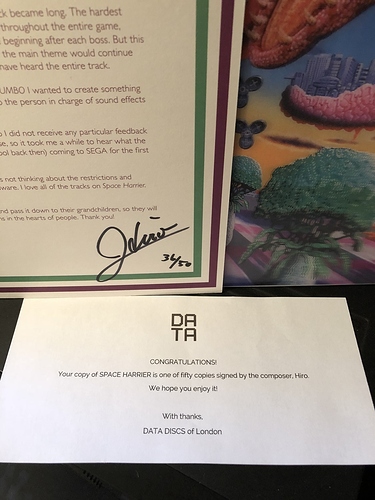 ck became long. The hardest
throughout the entire game,
beginning after each boss. But this
the main theme would continue
have heard the entire track.
UMBO I wanted to create something
o the person in charge of sound effects
o I did not receive any particular feedback
se, so it took me a while to hear what the
ool back then) coming to SEGA for the first
s not thinking about the restrictions and
ware. I love all of the tracks on Space Harrier.
nd pass it down to their grandchildren, so they will
s in the hearts of people. Thank you!
Hiro
36/50
DA
TA
CONGRATULATIONS!
Your copy of SPACE HARRIER is one of fifty copies signed by the composer, Hiro.
We hope you enjoy it!
With thanks,
DATA DISCS of London